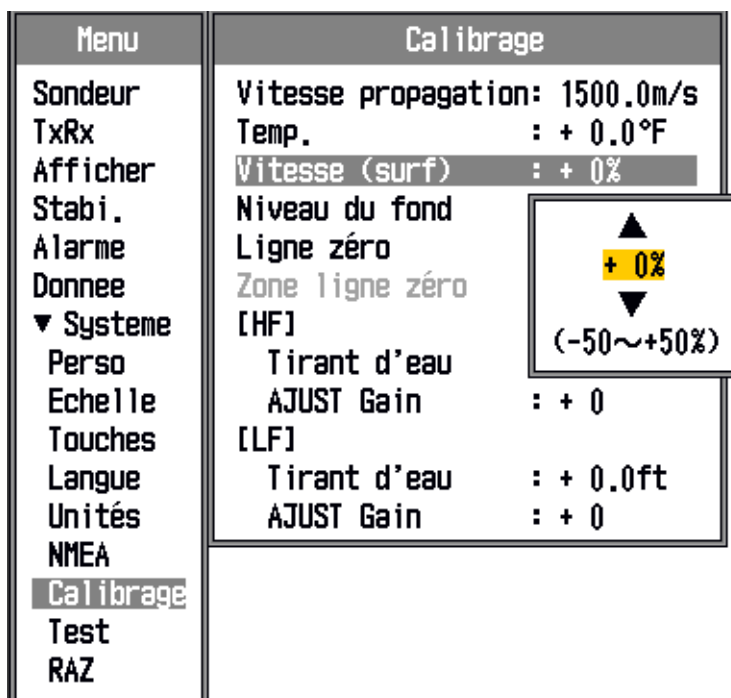 Menu
Sondeur
TxRx
Afficher
Stabi.
Alarme
Donnee
▼ Systeme
Perso
Echelle
Touches
Langue
Unités
NMEA
Calibrage
Test
RAZ
Calibrage
Vitesse propagation: 1500.0m/s
Temp. : + 0.0°F
Vitesse (surf) : + 0%
Niveau du fond
Ligne zéro
Zone ligne zéro
[HF]
Tirant d'eau
AJUST Gain : + 0
[LF]
Tirant d'eau : + 0.0ft
AJUST Gain : + 0
▲
+ 0%
▼
(-50～+50%)